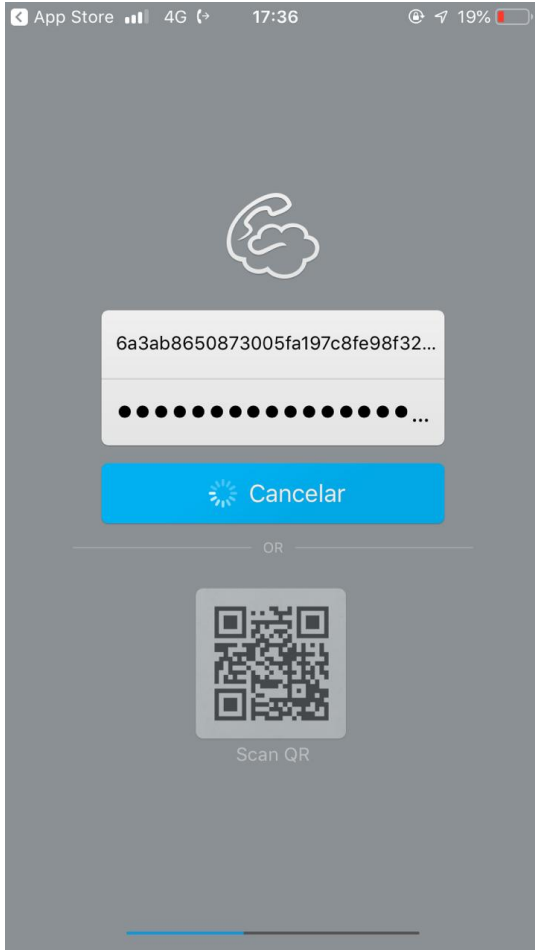 App Store 4G 17:36 19%
6a3ab8650873005fa197c8fe98f32...
●●●●●●●●●●●●●●●●...
Cancelar
OR
Scan QR